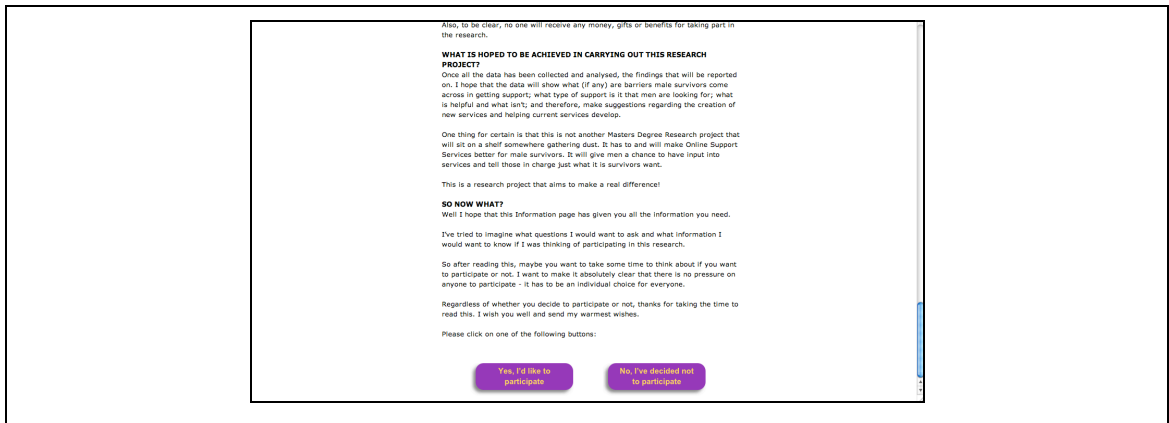 Also, to be clear, no one will receive any money, gifts or benefits for taking part in
the research.
WHAT IS HOPED TO BE ACHIEVED IN CARRYING OUT THIS RESEARCH
PROJECT?
Once all the data has been collected and analysed, the findings that will be reported
on. I hope that the data will show what (if any) are barriers male survivors come
across in getting support; what type of support is it that men are looking for; what
is helpful and what isn't; and therefore, make suggestions regarding the creation of
new services and helping current services develop.
One thing for certain is that this is not another Masters Degree Research project that
will sit on a shelf somewhere gathering dust. It has to and will make Online Support
Services better for male survivors. It will give men a chance to have input into
services and tell those in charge just what it is survivors want.
This is a research project that aims to make a real difference!
SO NOW WHAT?
Well I hope that this Information page has given you all the information you need.
I've tried to imagine what questions I would want to ask and what information I
would want to know if I was thinking of participating in this research.
So after reading this, maybe you want to take some time to think about if you want
to participate or not. I want to make it absolutely clear that there is no pressure on
anyone to participate - it has to be an individual choice for everyone.
Regardless of whether you decide to participate or not, thanks for taking the time to
read this. I wish you well and send my warmest wishes.
Please click on one of the following buttons:
Yes, I'd like to
participate
No, I've decided not
to participate